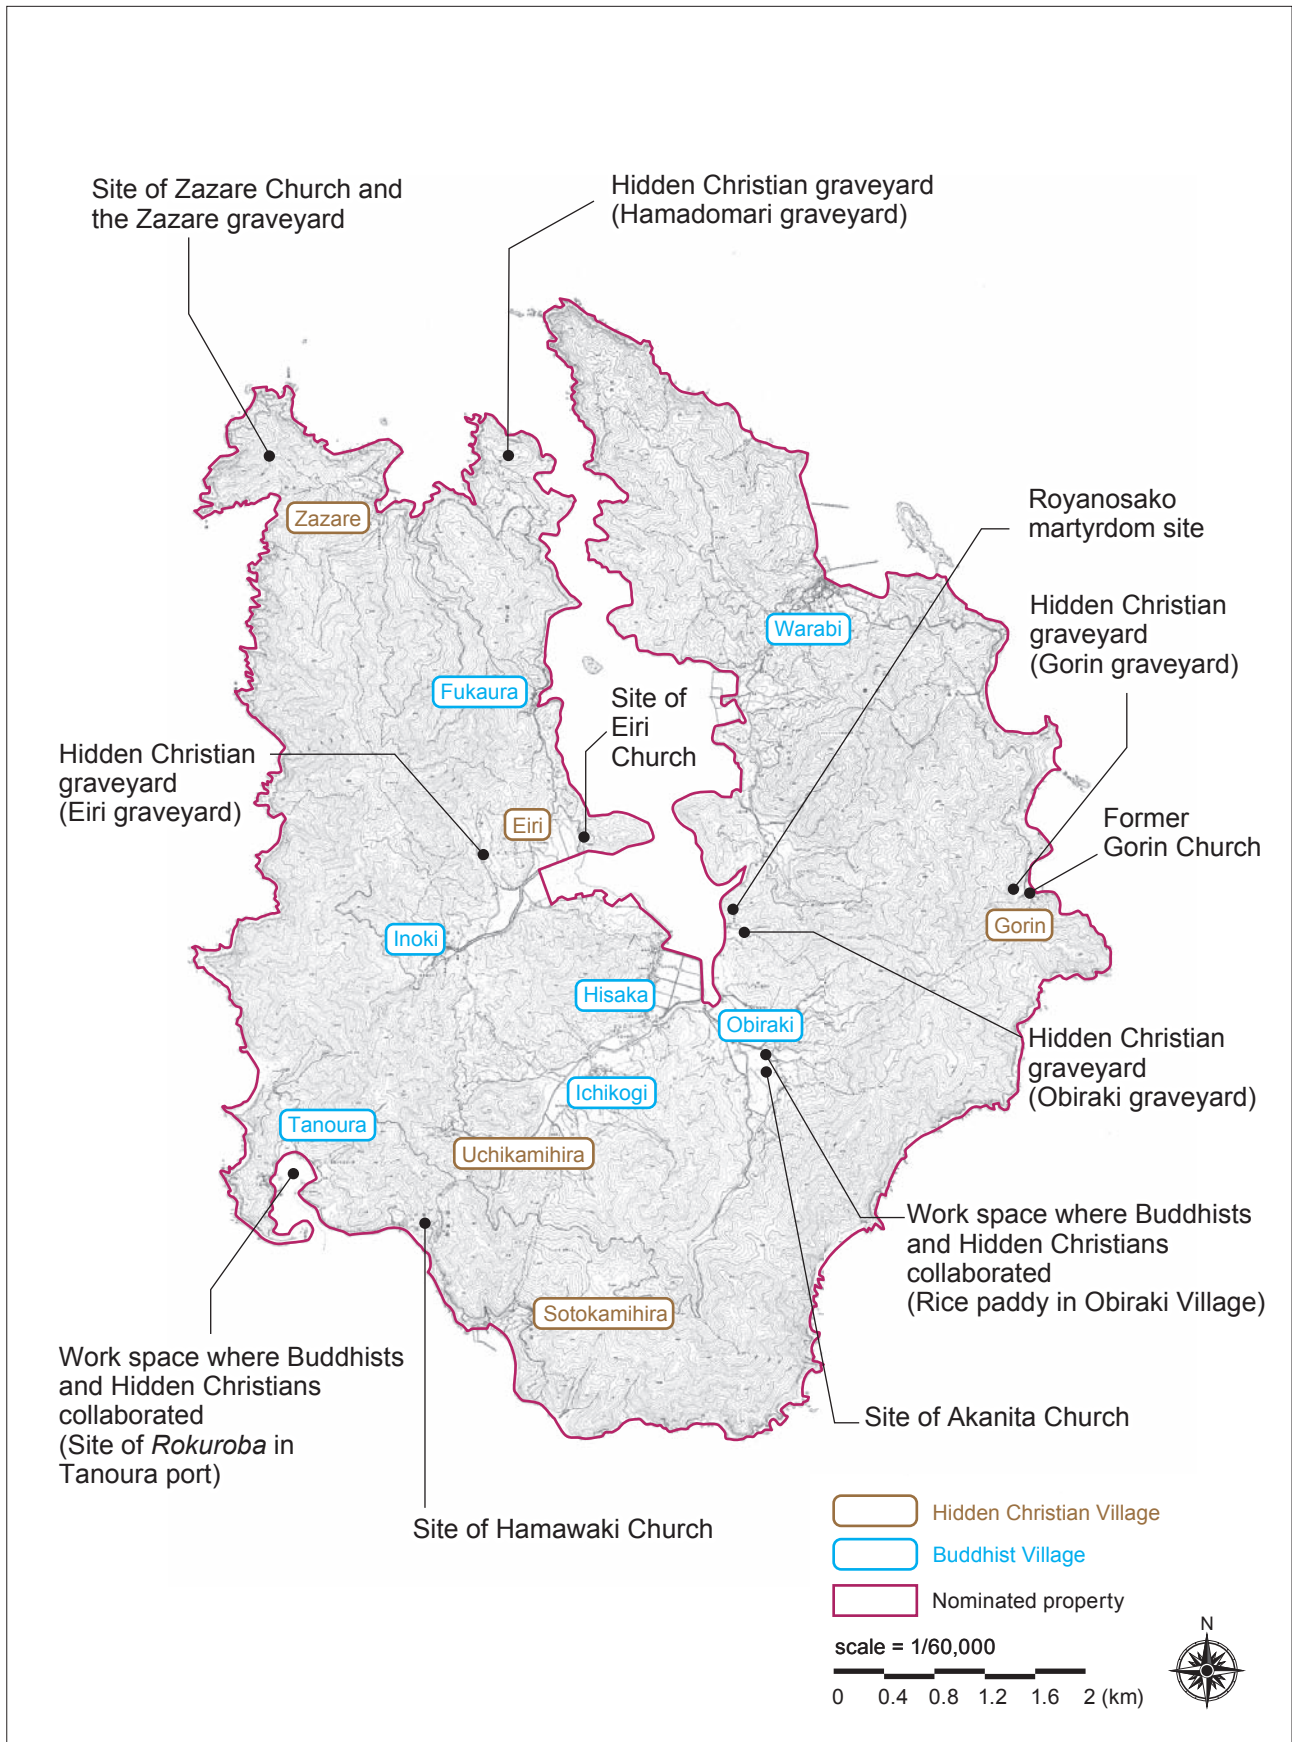 Site of Zazare Church and
the Zazare graveyard
Hidden Christian graveyard
(Hamadomari graveyard)
Zazare
Royanosako
martyrdom site
Hidden Christian
graveyard
(Gorin graveyard)
Warabi
Fukaura
Site of
Eiri
Church
Hidden Christian
graveyard
(Eiri graveyard)
Eiri
Former
Gorin Church
Gorin
Inoki
Hisaka
Obiraki
Hidden Christian
graveyard
(Obiraki graveyard)
Ichikogi
Tanoura
Uchikamihira
Work space where Buddhists
and Hidden Christians
collaborated
(Rice paddy in Obiraki Village)
Sotokamihira
Work space where Buddhists
and Hidden Christians
collaborated
(Site of Rokuroba in
Tanoura port)
Site of Akanita Church
Site of Hamawaki Church
Hidden Christian Village
Buddhist Village
Nominated property
scale = 1/60,000
0 0.4 0.8 1.2 1.6 2 (km)
N